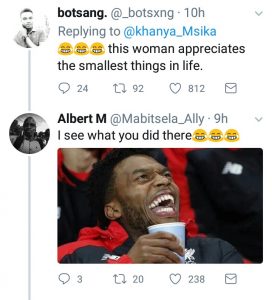 botsang. @_botsxng · 10h
Replying to @khanya_Msika
😂😂😂 this woman appreciates
the smallest things in life.
24 92 812
Albert M @Mabitsela_Ally · 9h
I see what you did there😂😂😂
3 20 238